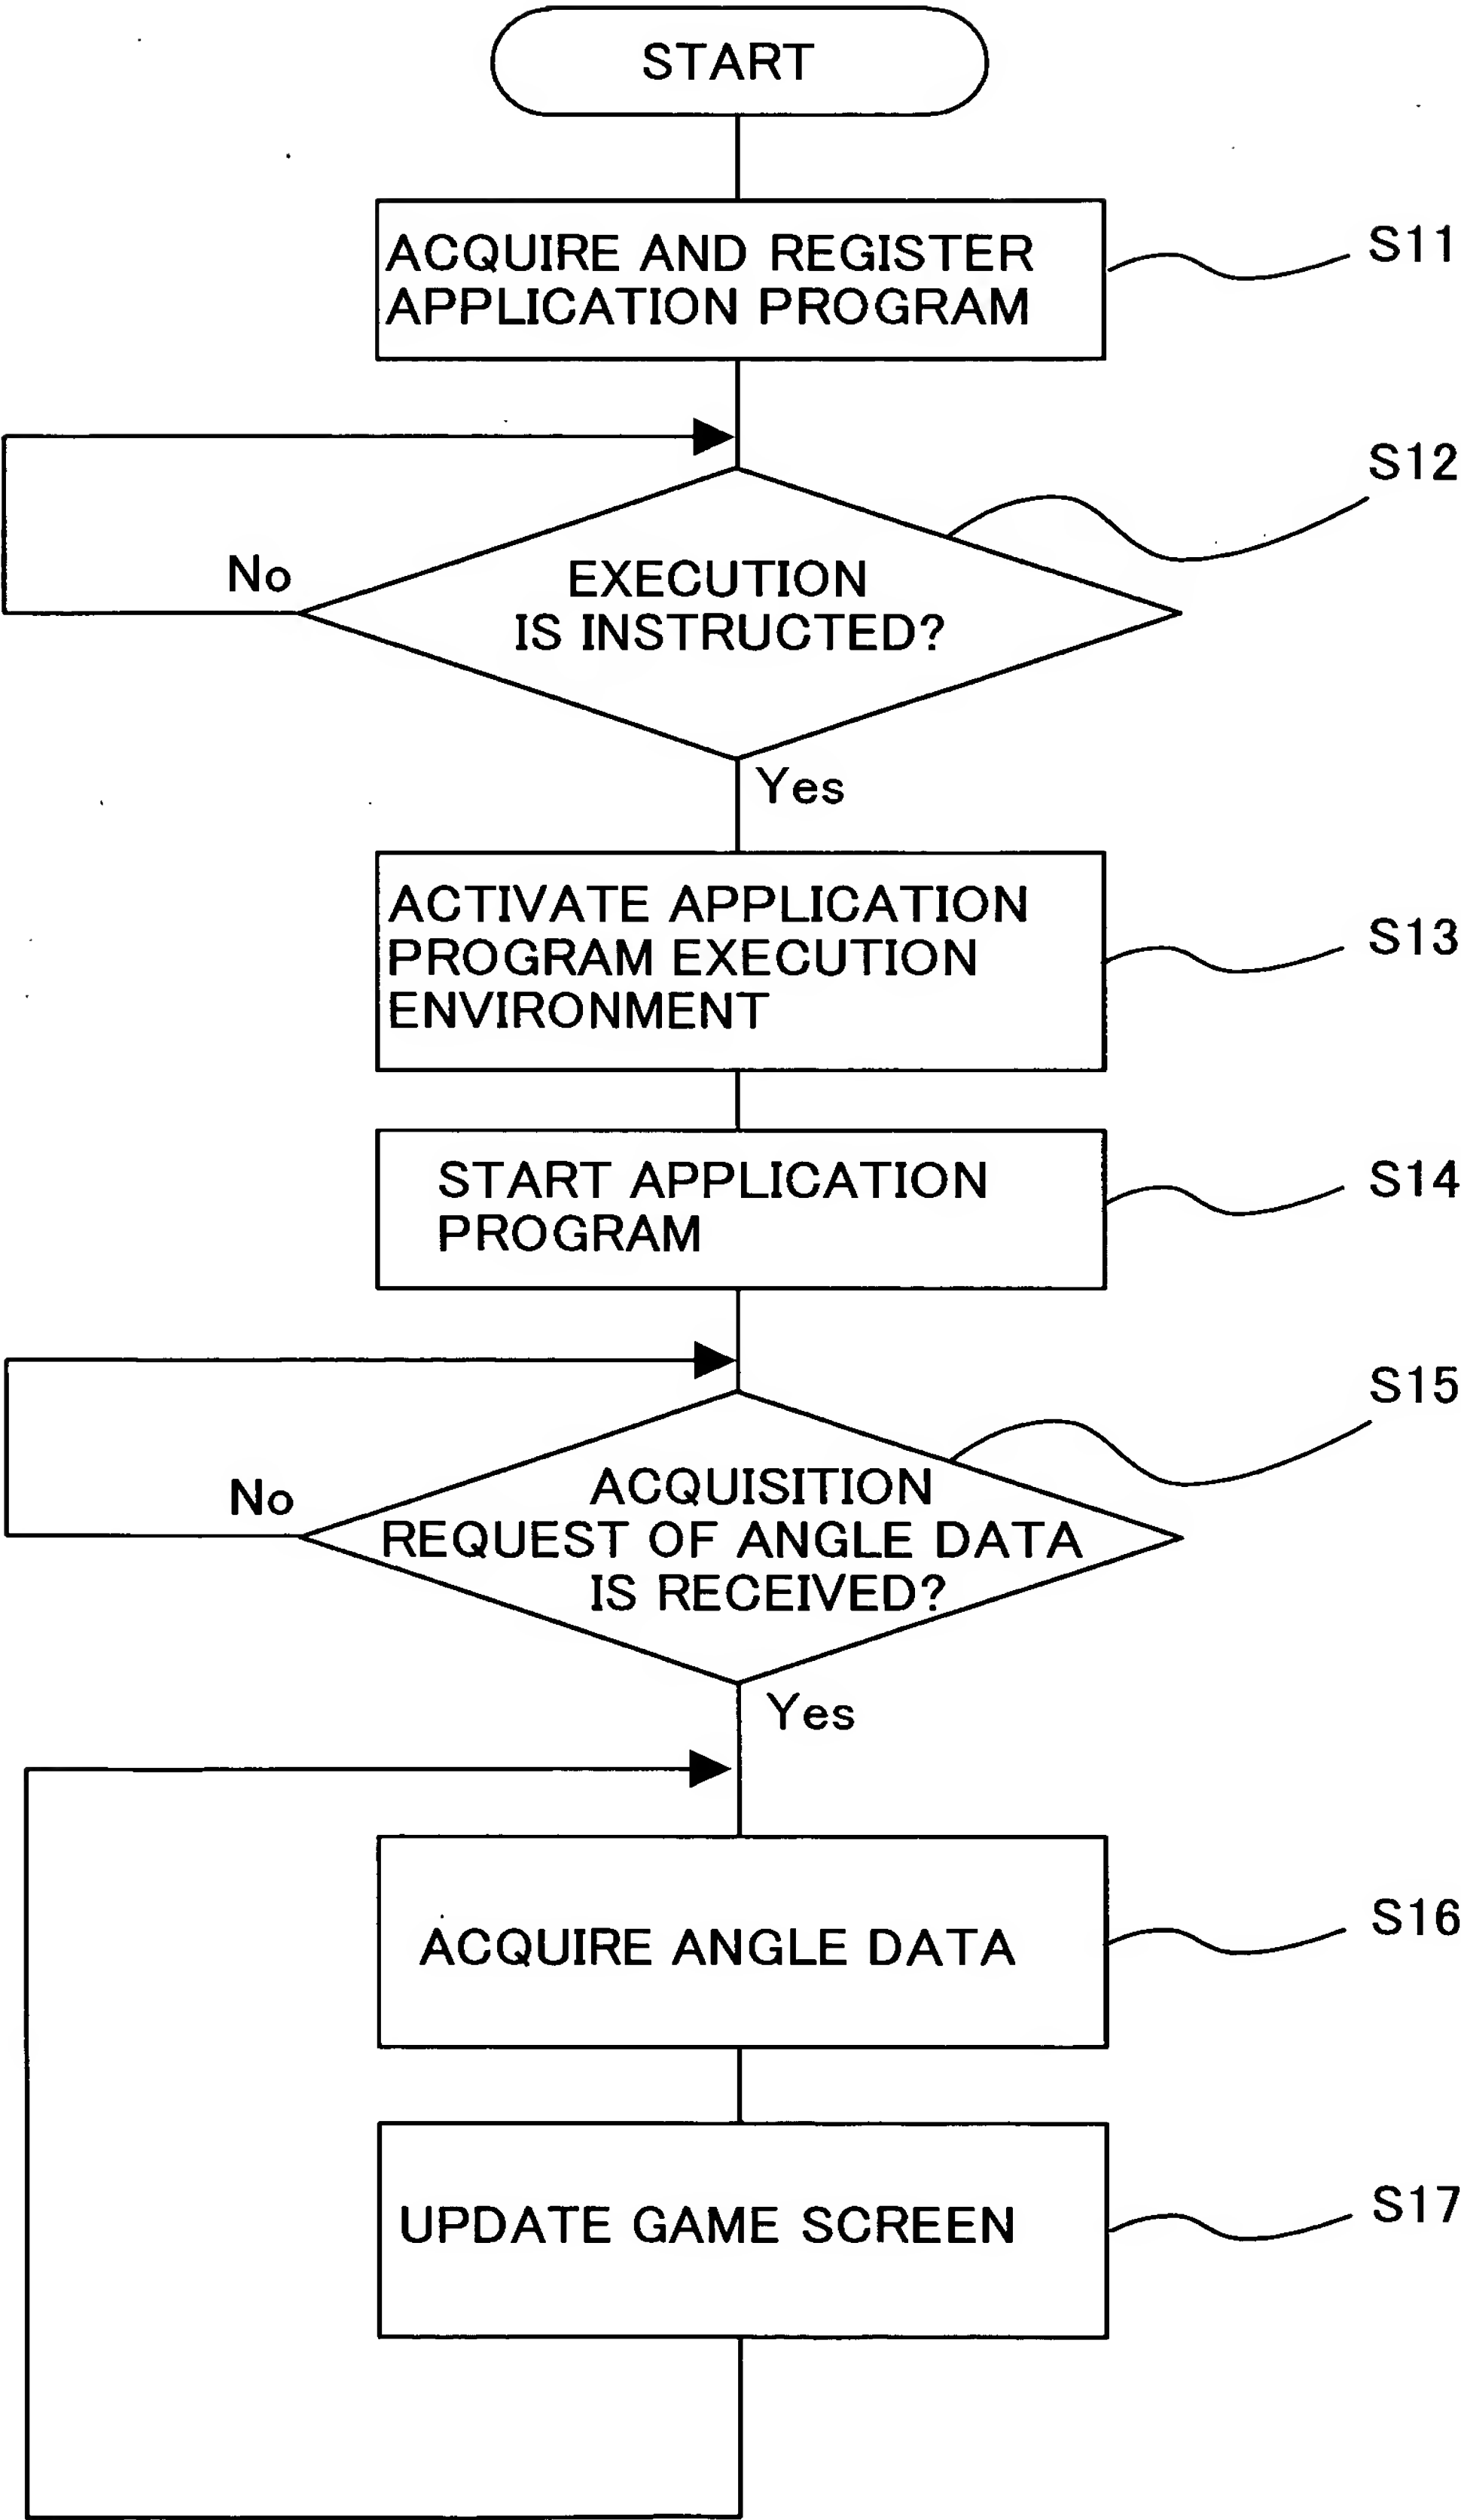 START
ACQUIRE AND REGISTER
APPLICATION PROGRAM
S11
S12
No
EXECUTION
IS INSTRUCTED?
Yes
ACTIVATE APPLICATION
PROGRAM EXECUTION
ENVIRONMENT
S13
START APPLICATION
PROGRAM
S14
S15
No
ACQUISITION
REQUEST OF ANGLE DATA
IS RECEIVED?
Yes
ACQUIRE ANGLE DATA
S16
UPDATE GAME SCREEN
S17